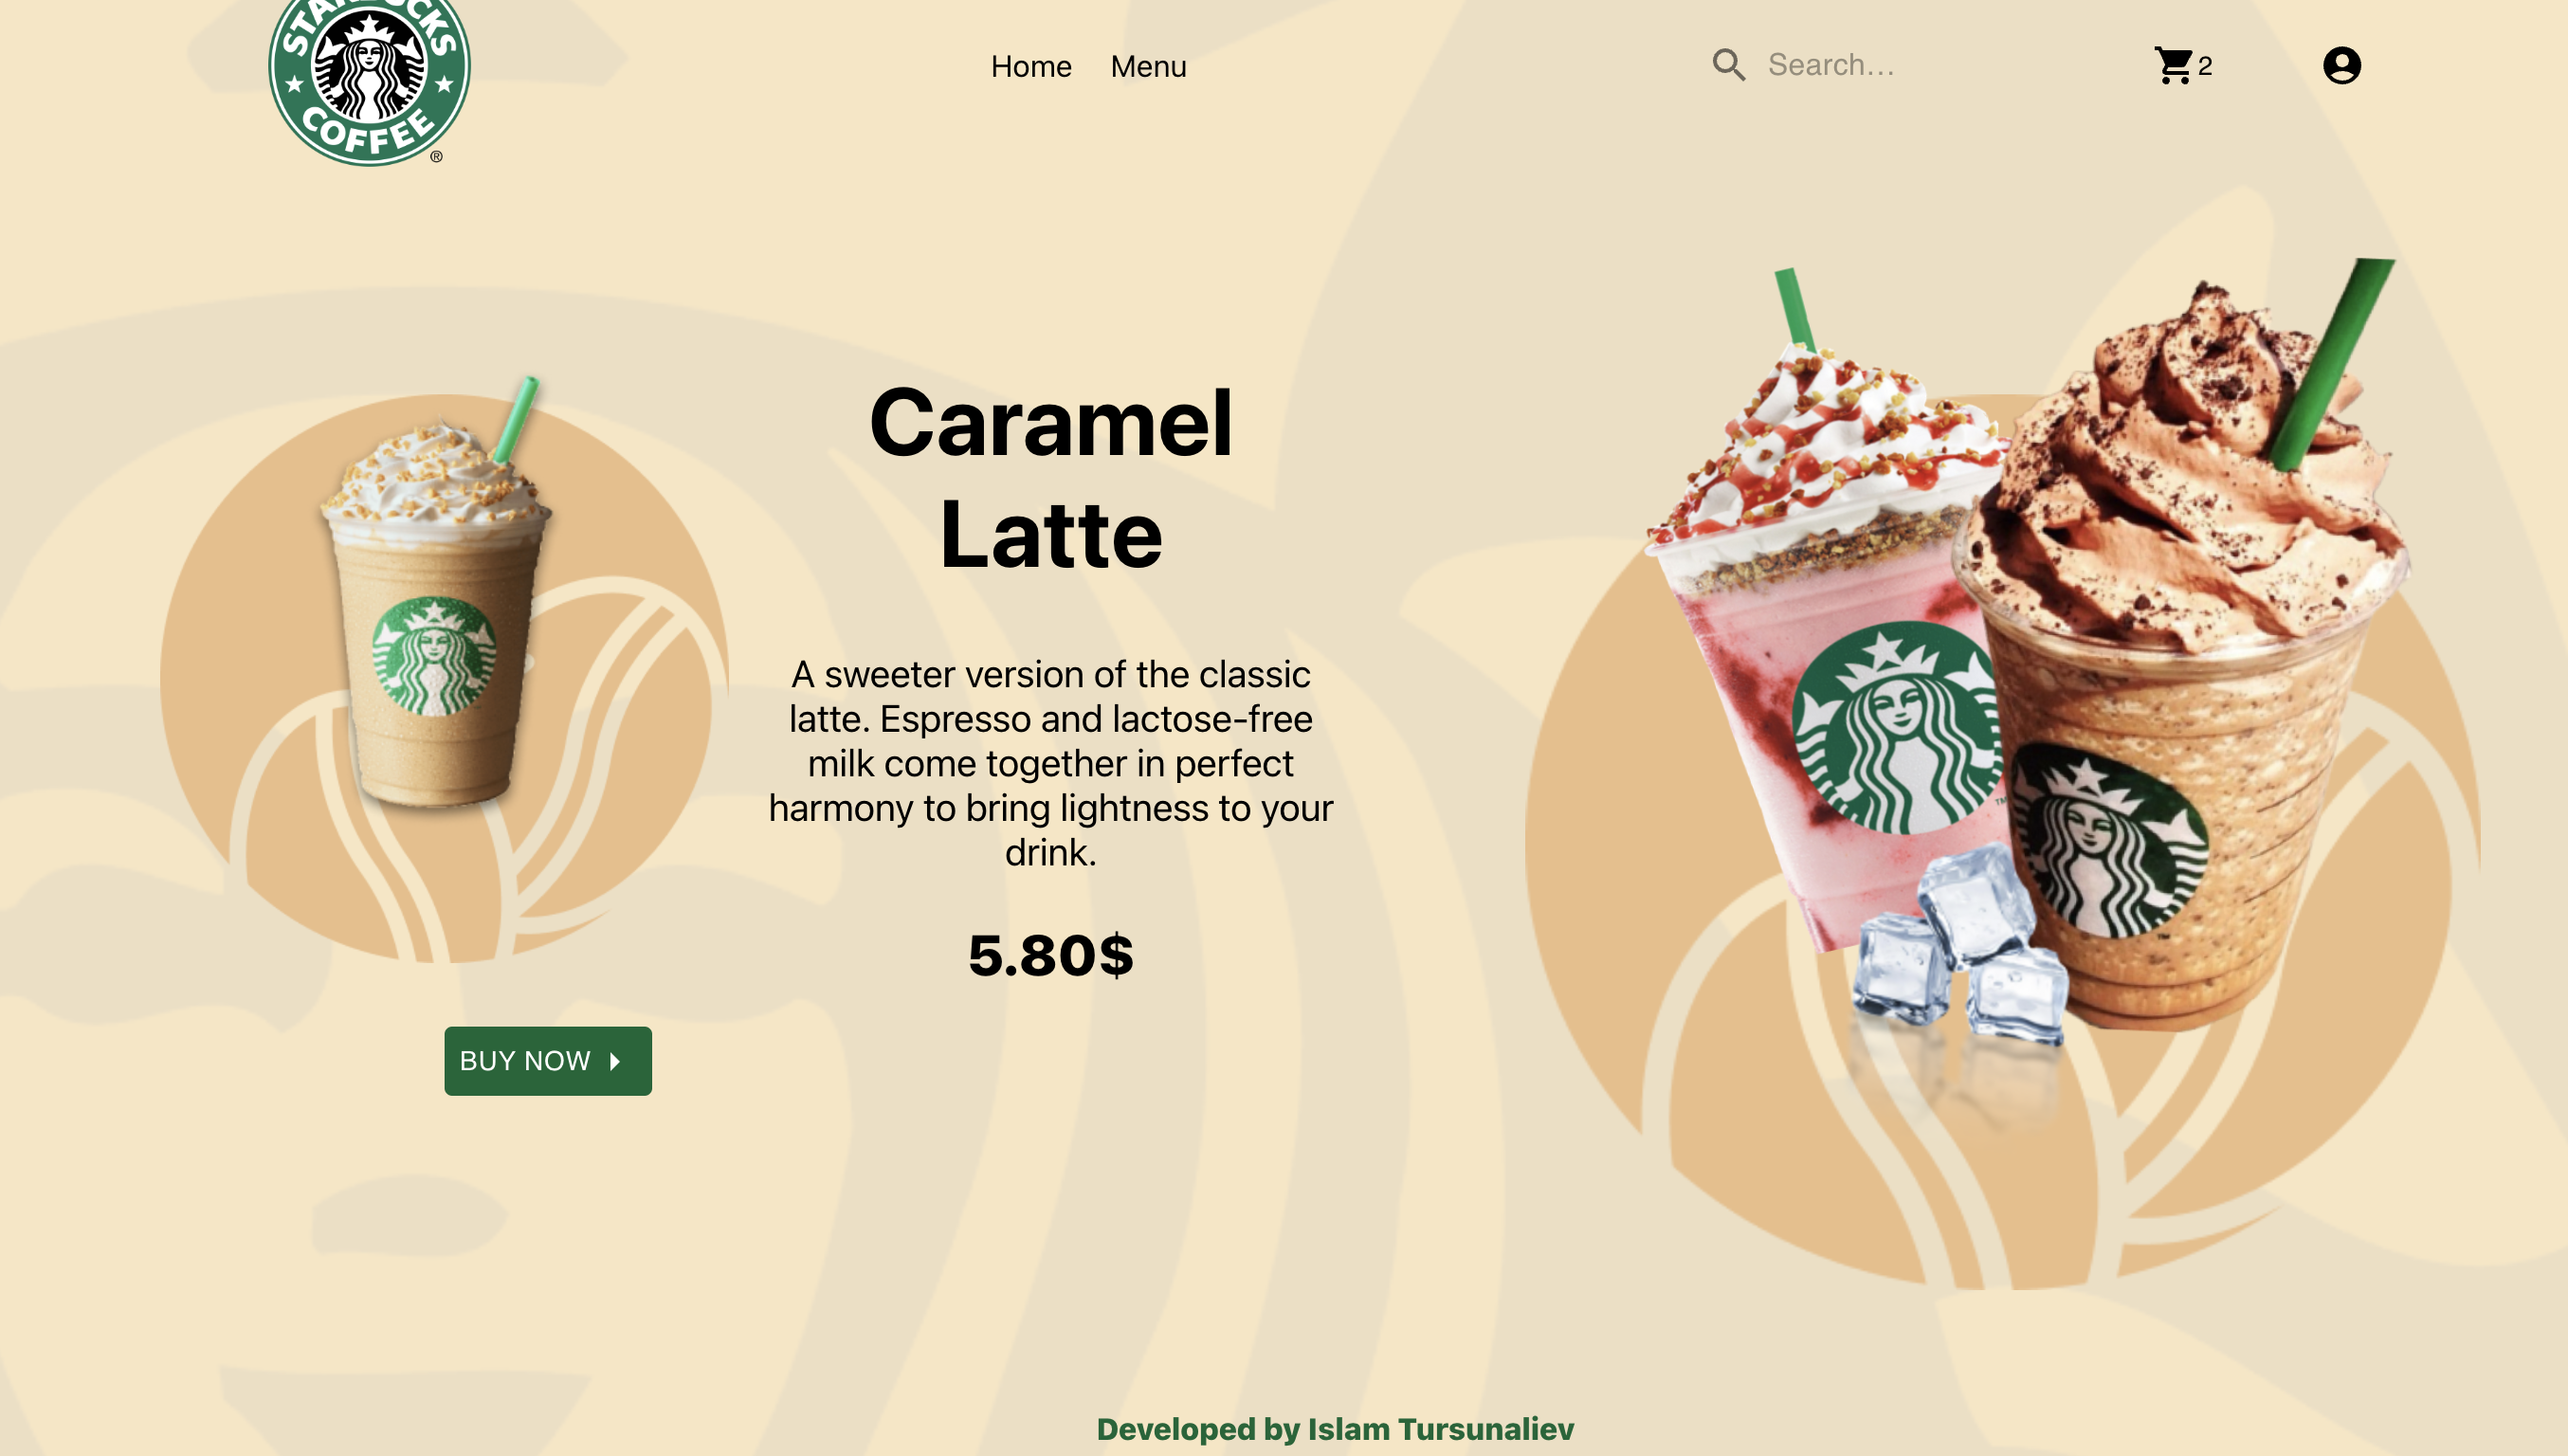 STARBUCKS
COFFEE
®
Home Menu
Search...
2
Caramel
Latte
A sweeter version of the classic
latte. Espresso and lactose-free
milk come together in perfect
harmony to bring lightness to your
drink.
5.80$
BUY NOW
TM
TM
Developed by Islam Tursunaliev